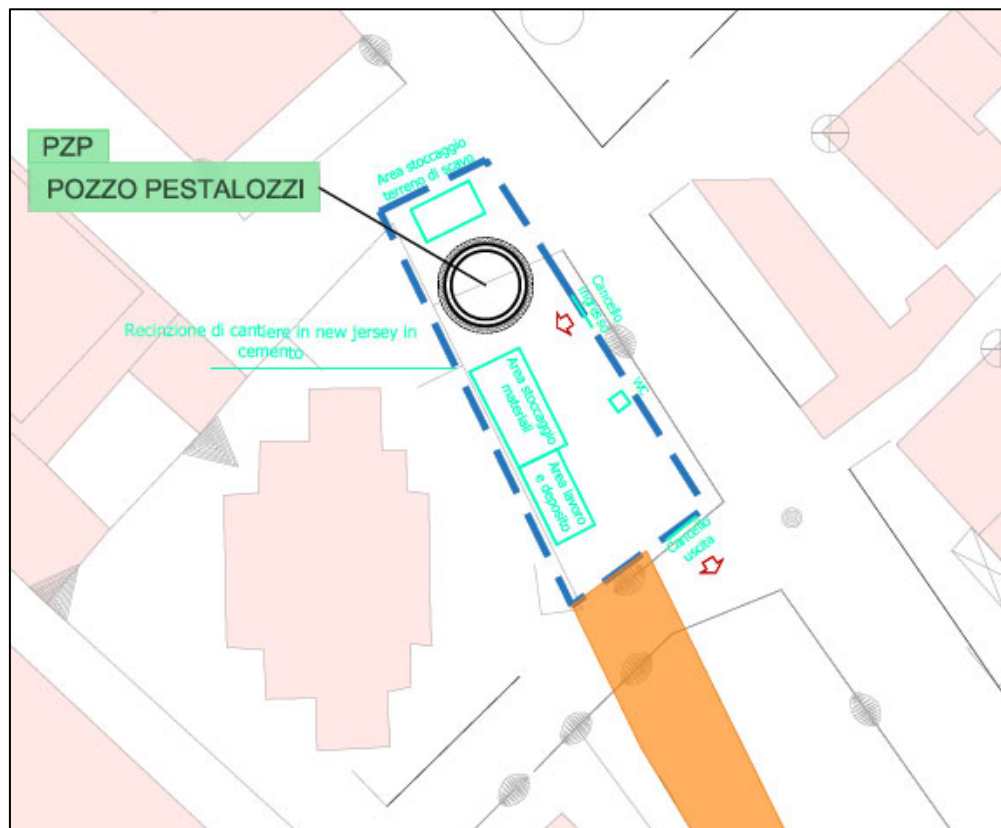 PZP
POZZO PESTALOZZI
Area stoccaggio
terreno di scavo
Cancello
ingresso
Recinzione di cantiere in new jersey in
cemento
Area stoccaggio
materiali
WC
Area lavoro
e deposito
Cancello
uscita